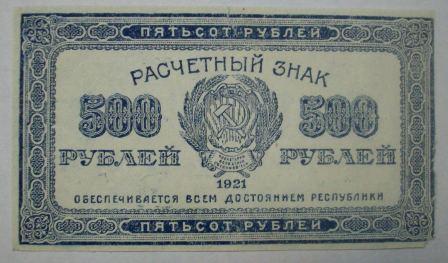 ПЯТЬСОТ РУБЛЕЙ
РАСЧЕТНЫЙ ЗНАК
500 500
РУБЛЕЙ РУБЛЕЙ
1921
ОБЕСПЕЧИВАЕТСЯ ВСЕМ ДОСТОЯНИЕМ РЕСПУБЛИКИ
ПЯТЬСОТ РУБЛЕЙ